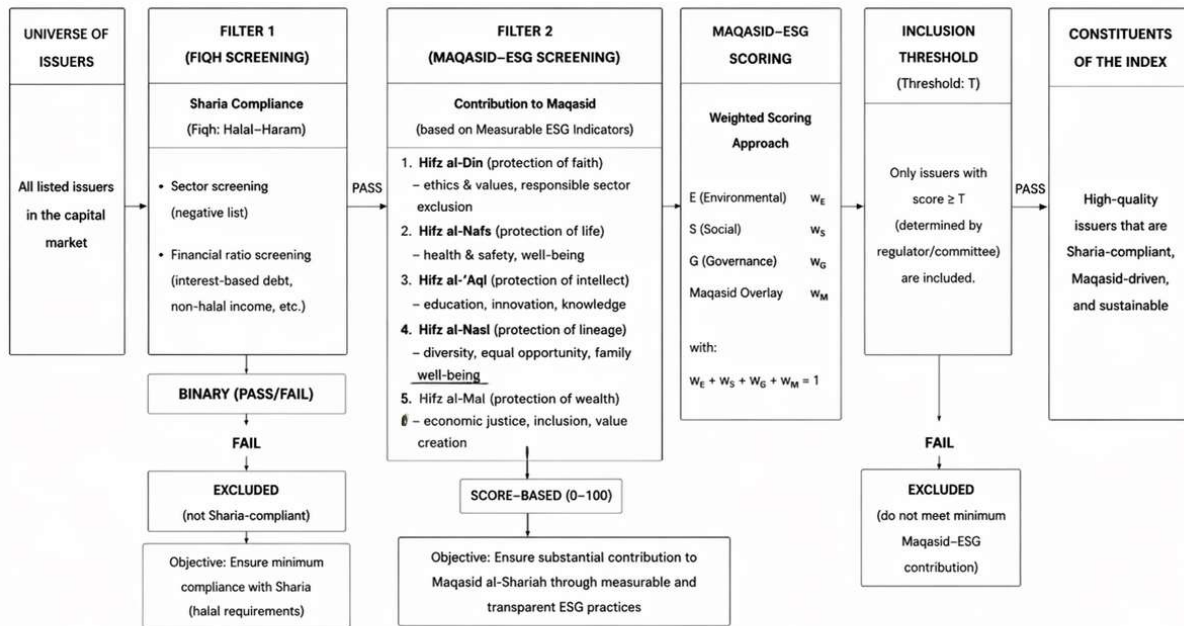 UNIVERSE OF
ISSUERS
All listed issuers
in the capital
market
FILTER 1
(FIQH SCREENING)
Sharia Compliance
(Fiqh: Halal–Haram)
• Sector screening
(negative list)
• Financial ratio screening
(interest-based debt,
non-halal income, etc.)
BINARY (PASS/FAIL)
FAIL
EXCLUDED
(not Sharia-compliant)
Objective: Ensure minimum
compliance with Sharia
(halal requirements)
PASS
FILTER 2
(MAQASID–ESG SCREENING)
Contribution to Maqasid
(based on Measurable ESG Indicators)
1. Hifz al-Din (protection of faith)
– ethics & values, responsible sector
exclusion
2. Hifz al-Nafs (protection of life)
– health & safety, well-being
3. Hifz al-‘Aql (protection of intellect)
– education, innovation, knowledge
4. Hifz al-Nasl (protection of lineage)
– diversity, equal opportunity, family
well-being
5. Hifz al-Mal (protection of wealth)
– economic justice, inclusion, value
creation
SCORE–BASED (0–100)
Objective: Ensure substantial contribution to
Maqasid al-Shariah through measurable and
transparent ESG practices
MAQASID–ESG
SCORING
Weighted Scoring
Approach
E (Environmental) wE
S (Social) wS
G (Governance) wG
Maqasid Overlay wM
with:
wE + wS + wG + wM = 1
INCLUSION
THRESHOLD
(Threshold: T)
Only issuers with
score ≥ T
(determined by
regulator/committee)
are included.
FAIL
EXCLUDED
(do not meet minimum
Maqasid–ESG
contribution)
PASS
CONSTITUENTS
OF THE INDEX
High-quality
issuers that are
Sharia-compliant,
Maqasid-driven,
and sustainable